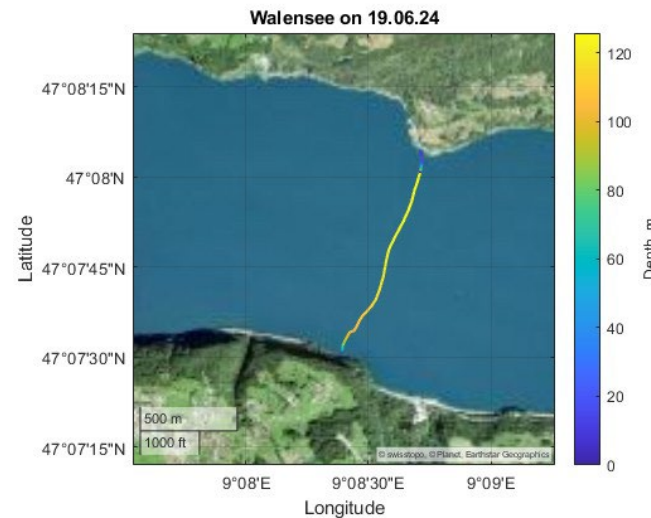 Walensee on 19.06.24
47°08'15"N
47°08'N
47°07'45"N
47°07'30"N
47°07'15"N
Latitude
500 m
1000 ft
© swisstopo, © Planet, Earthstar Geographics
9°08'E
9°08'30"E
9°09'E
Longitude
120
100
80
60
40
20
0
Depth, m